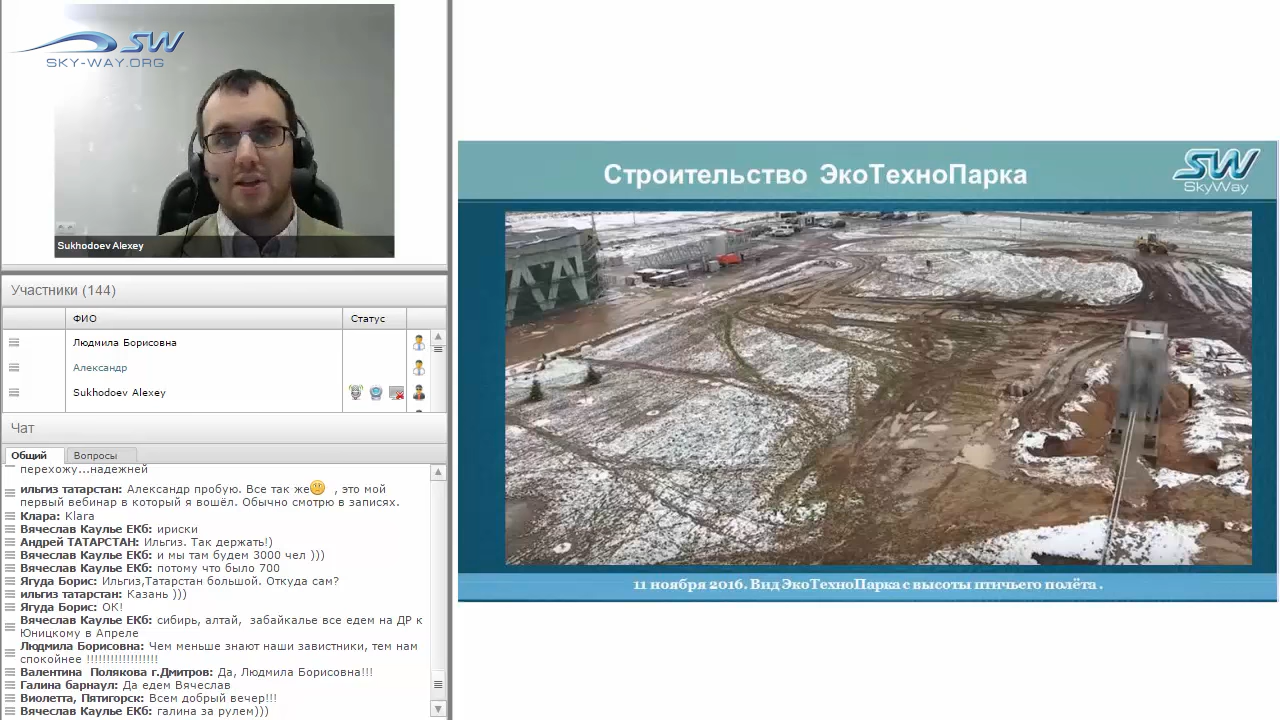 SW
SKY-WAY.ORG
Sukhodoev Alexey
Участники (144)
ФИО
Статус
Людмила Борисовна
Александр
Sukhodoev Alexey
Чат
Общий
Вопросы
перехожу...надежней
ильгиз татарстан: Александр пробую. Все так же , это мой
первый вебинар в который я вошёл. Обычно смотрю в записях.
Клара: Klara
Вячеслав Каулье ЕКб: ириски
Андрей ТАТАРСТАН: Ильгиз. Так держать!)
Вячеслав Каулье ЕКб: и мы там будем 3000 чел )))
Вячеслав Каулье ЕКб: потому что было 700
Ягуда Борис: Ильгиз,Татарстан большой. Откуда сам?
ильгиз татарстан: Казань )))
Ягуда Борис: ОК!
Вячеслав Каулье ЕКб: сибирь, алтай, забайкалье все едем на ДР к
Юницкому в Апреле
Людмила Борисовна: Чем меньше знают наши завистники, тем нам
спокойнее !!!!!!!!!!!!!!!!!!
Валентина Полякова г.Дмитров: Да, Людмила Борисовна!!!
Галина барнаул: Да едем Вячеслав
Виолетта, Пятигорск: Всем добрый вечер!!!
Вячеслав Каулье ЕКб: галина за рулем)))
Строительство ЭкоТехноПарка
SW
SkyWay
11 ноября 2016. Вид ЭкоТехноПарка с высоты птичьего полёта .